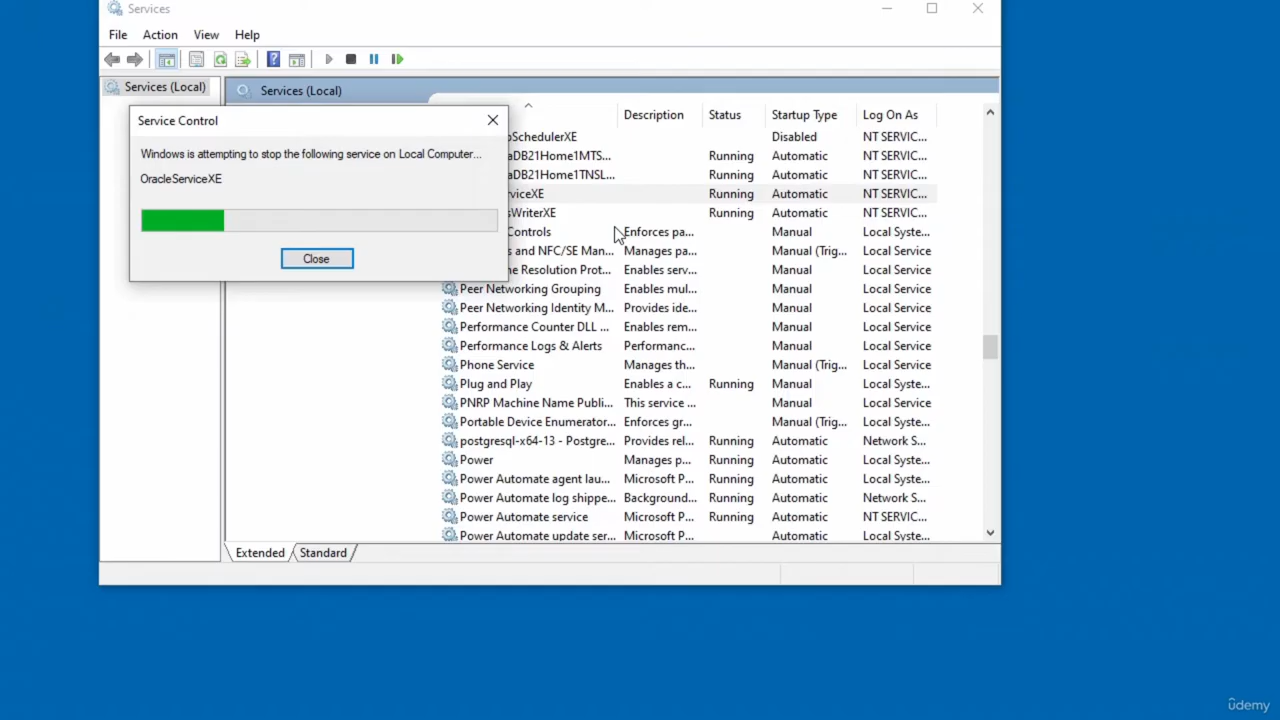 Services
File Action View Help
Services (Local)
Services (Local)
Service Control
Windows is attempting to stop the following service on Local Computer...
OracleServiceXE
Close
Description Status Startup Type Log On As
oSchedulerXE Disabled NT SERVIC...
aDB21Home1MTS... Running Automatic NT SERVIC...
aDB21Home1TNSL... Running Automatic NT SERVIC...
rviceXE Running Automatic NT SERVIC...
sWriterXE Running Automatic NT SERVIC...
Controls Enforces pa... Manual Local Syste...
s and NFC/SE Man... Manages pa... Manual (Trig... Local Syste...
ne Resolution Prot... Enables serv... Manual Local Service
Peer Networking Grouping Enables mul... Manual Local Service
Peer Networking Identity M... Provides ide... Manual Local Service
Performance Counter DLL ... Enables rem... Manual Local Service
Performance Logs & Alerts Performanc... Manual Local Service
Phone Service Manages th... Manual (Trig... Local Service
Plug and Play Enables a c... Running Manual Local Syste...
PNRP Machine Name Publi... This service ... Manual Local Service
Portable Device Enumerator... Enforces gr... Manual (Trig... Local Syste...
postgresql-x64-13 - Postgre... Provides rel... Running Automatic Network S...
Power Manages p... Running Automatic Local Syste...
Power Automate agent lau... Microsoft P... Running Automatic Local Syste...
Power Automate log shippe... Background... Running Automatic Network S...
Power Automate service Microsoft P... Running Automatic NT SERVIC...
Power Automate update ser... Microsoft P... Automatic Local Syste...
Extended Standard
ûdemy